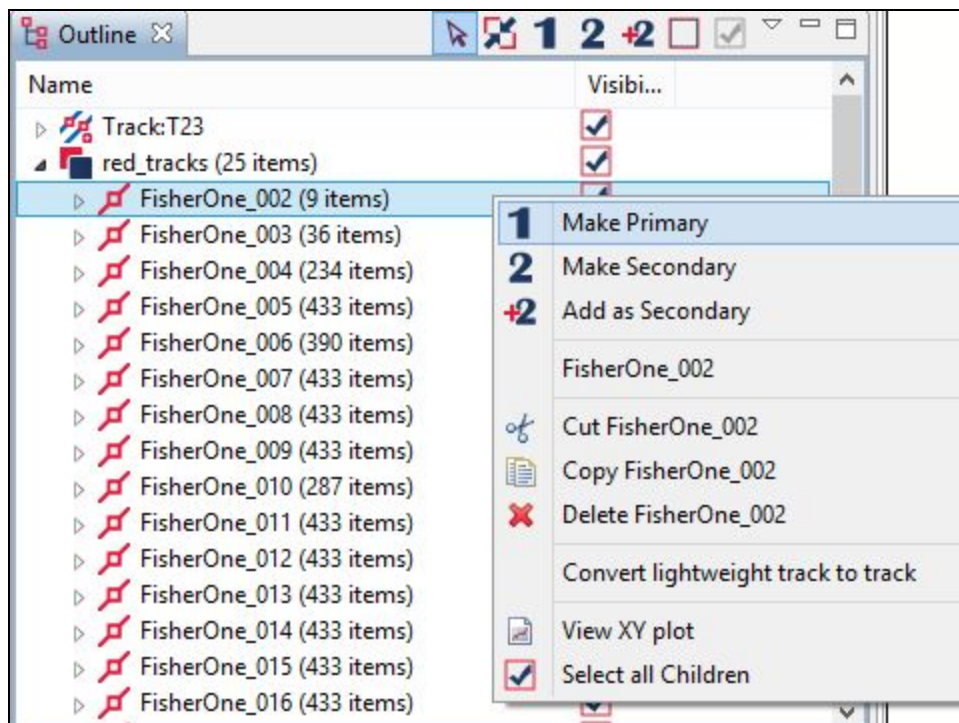 Outline
1 2 +2
Name Visibi...
Track:T23
red_tracks (25 items)
FisherOne_002 (9 items)
FisherOne_003 (36 items)
FisherOne_004 (234 items)
FisherOne_005 (433 items)
FisherOne_006 (390 items)
FisherOne_007 (433 items)
FisherOne_008 (433 items)
FisherOne_009 (433 items)
FisherOne_010 (287 items)
FisherOne_011 (433 items)
FisherOne_012 (433 items)
FisherOne_013 (433 items)
FisherOne_014 (433 items)
FisherOne_015 (433 items)
FisherOne_016 (433 items)
1 Make Primary
2 Make Secondary
+2 Add as Secondary
FisherOne_002
Cut FisherOne_002
Copy FisherOne_002
Delete FisherOne_002
Convert lightweight track to track
View XY plot
Select all Children